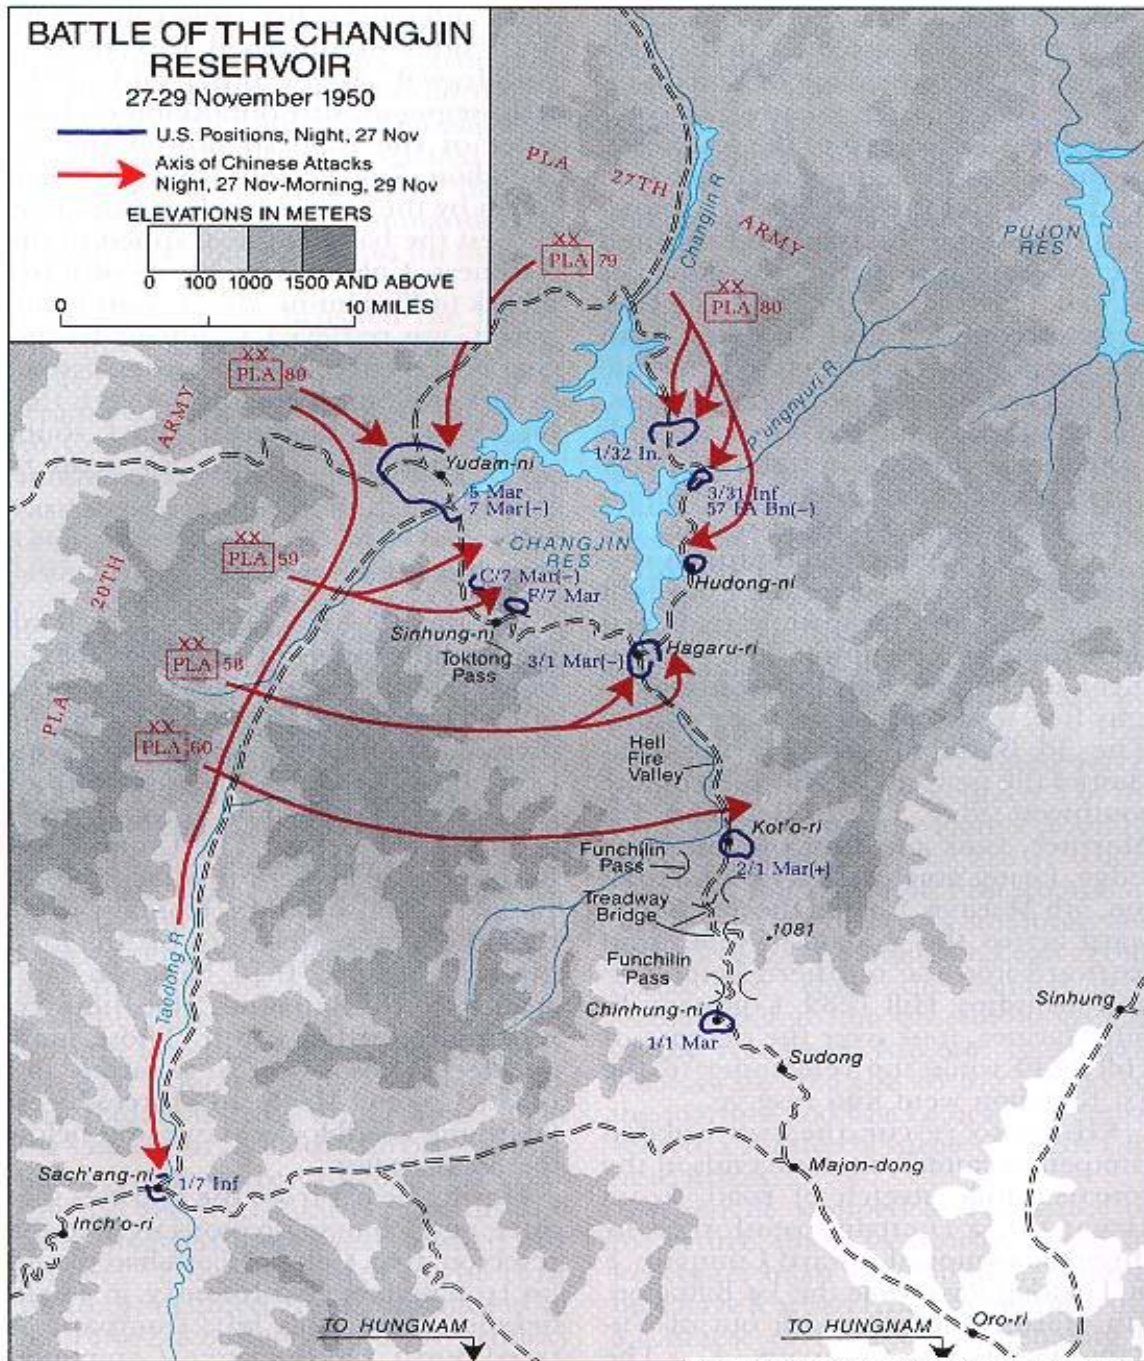 BATTLE OF THE CHANGJIN
RESERVOIR
27-29 November 1950
U.S. Positions, Night, 27 Nov
Axis of Chinese Attacks
Night, 27 Nov-Morning, 29 Nov
ELEVATIONS IN METERS
0 100 1000 1500 AND ABOVE
0 10 MILES
PLA 27TH ARMY
Changjin R
PUJON
RES
XX
PLA 79
XX
PLA 80
XX
PLA 89
PLA 20TH ARMY
Pungnyuri R
1/32 In.
Yudam-ni
5 Mar
7 Mar(-)
3/31 Inf
57 FA Bn(-)
XX
PLA 59
CHANGJIN
RES
C/7 Mar(-)
F/7 Mar
Hudong-ni
Sinhung-ni
Toktong
Pass
3/1 Mar(-)
Hagaru-ri
XX
PLA 58
XX
PLA 60
Hell
Fire
Valley
Kot'o-ri
Funchilin
Pass
2/1 Mar(+)
Treadway
Bridge
1081
Taedong R
Funchilin
Pass
Chinhung-ni
Sinhung
1/1 Mar
Sudong
Majon-dong
Sach'ang-ni
1/7 Inf
Inch'o-ri
Oro-ri
TO HUNGNAM
TO HUNGNAM